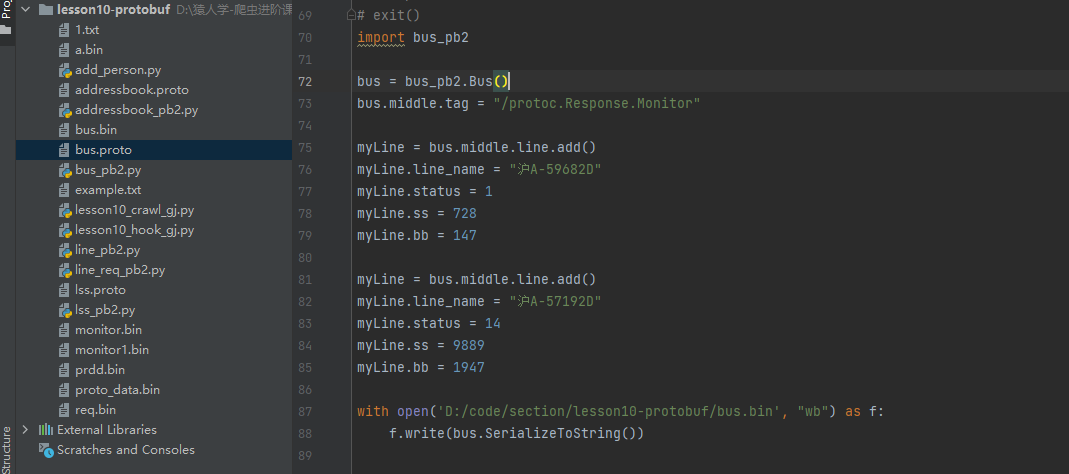 Pro
lesson10-protobuf D:\猿人学-爬虫进阶课
1.txt
a.bin
add_person.py
addressbook.proto
addressbook_pb2.py
bus.bin
bus.proto
bus_pb2.py
example.txt
lesson10_crawl_gj.py
lesson10_hook_gj.py
line_pb2.py
line_req_pb2.py
lss.proto
lss_pb2.py
monitor.bin
monitor1.bin
prdd.bin
proto_data.bin
req.bin
External Libraries
Scratches and Consoles
Structure
69 # exit()
70 import bus_pb2
71
72 bus = bus_pb2.Bus()
73 bus.middle.tag = "/protoc.Response.Monitor"
74
75 myLine = bus.middle.line.add()
76 myLine.line_name = "沪A-59682D"
77 myLine.status = 1
78 myLine.ss = 728
79 myLine.bb = 147
80
81 myLine = bus.middle.line.add()
82 myLine.line_name = "沪A-57192D"
83 myLine.status = 14
84 myLine.ss = 9889
85 myLine.bb = 1947
86
87 with open('D:/code/section/lesson10-protobuf/bus.bin', "wb") as f:
88     f.write(bus.SerializeToString())
89